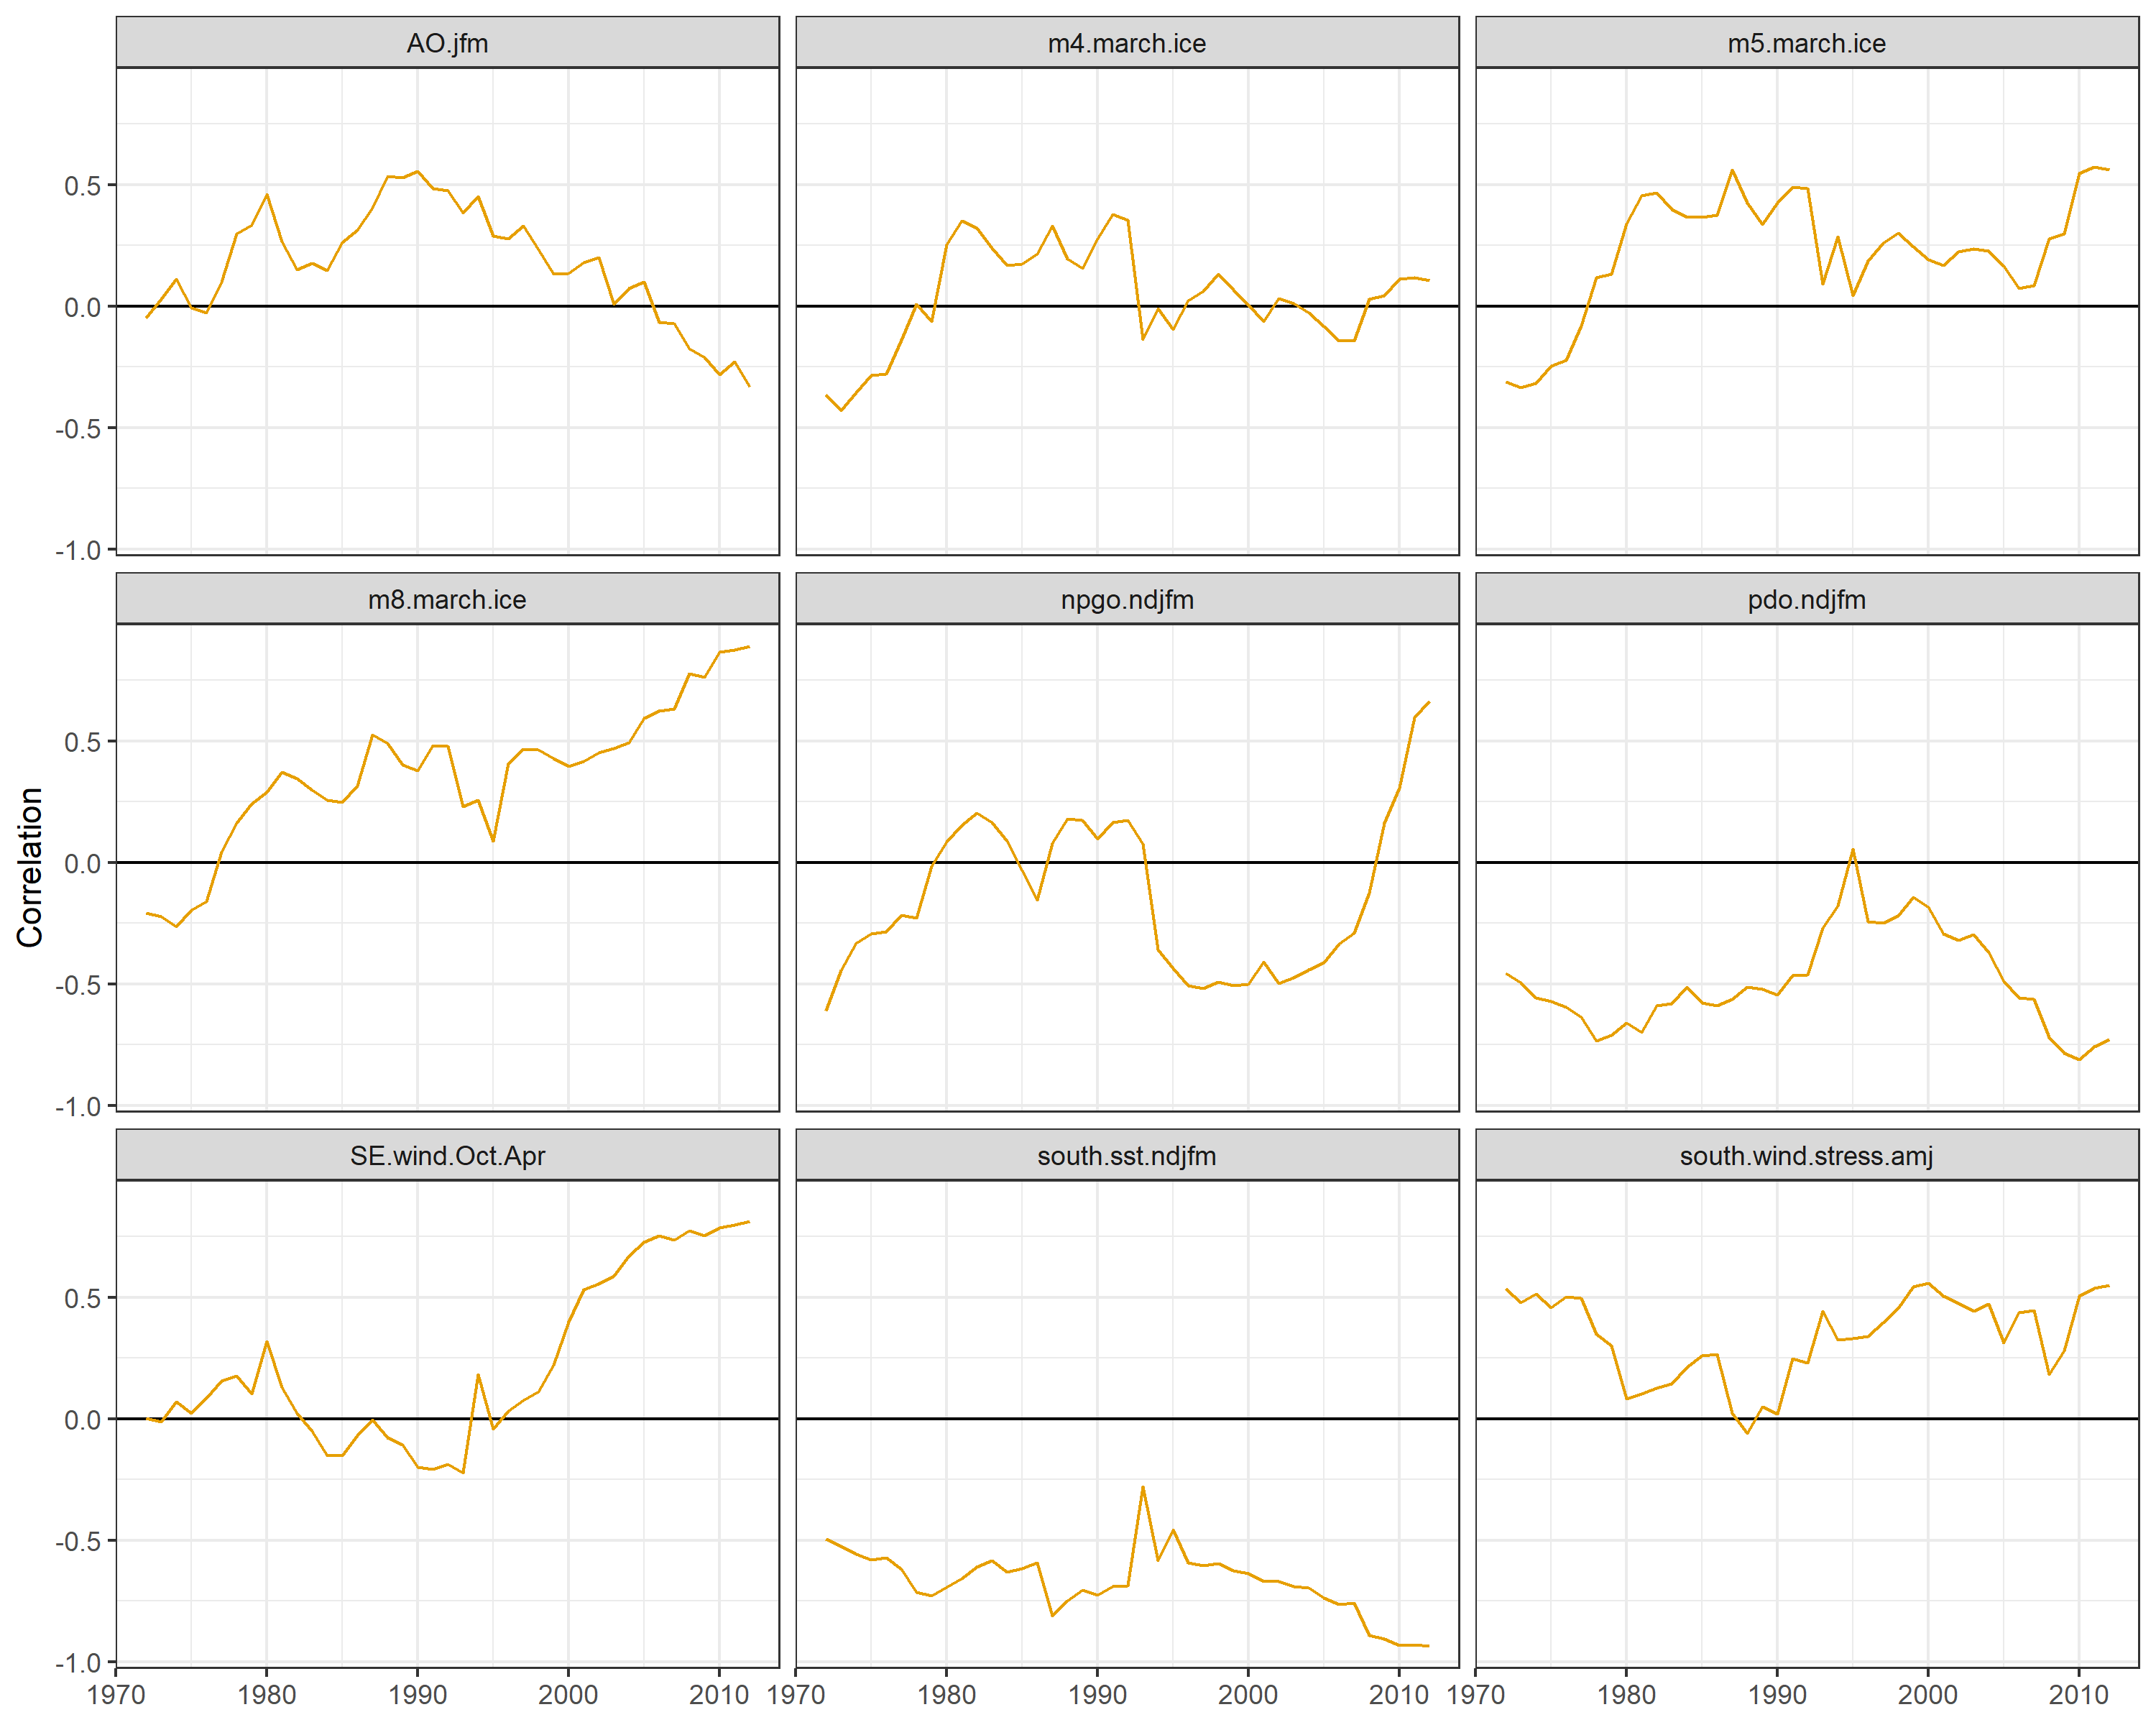 AO.jfm
m4.march.ice
m5.march.ice
0.5
0.0
-0.5
-1.0
m8.march.ice
npgo.ndjfm
pdo.ndjfm
0.5
0.0
-0.5
-1.0
Correlation
SE.wind.Oct.Apr
south.sst.ndjfm
south.wind.stress.amj
0.5
0.0
-0.5
-1.0
1970 1980 1990 2000 2010 1970 1980 1990 2000 2010 1970 1980 1990 2000 2010